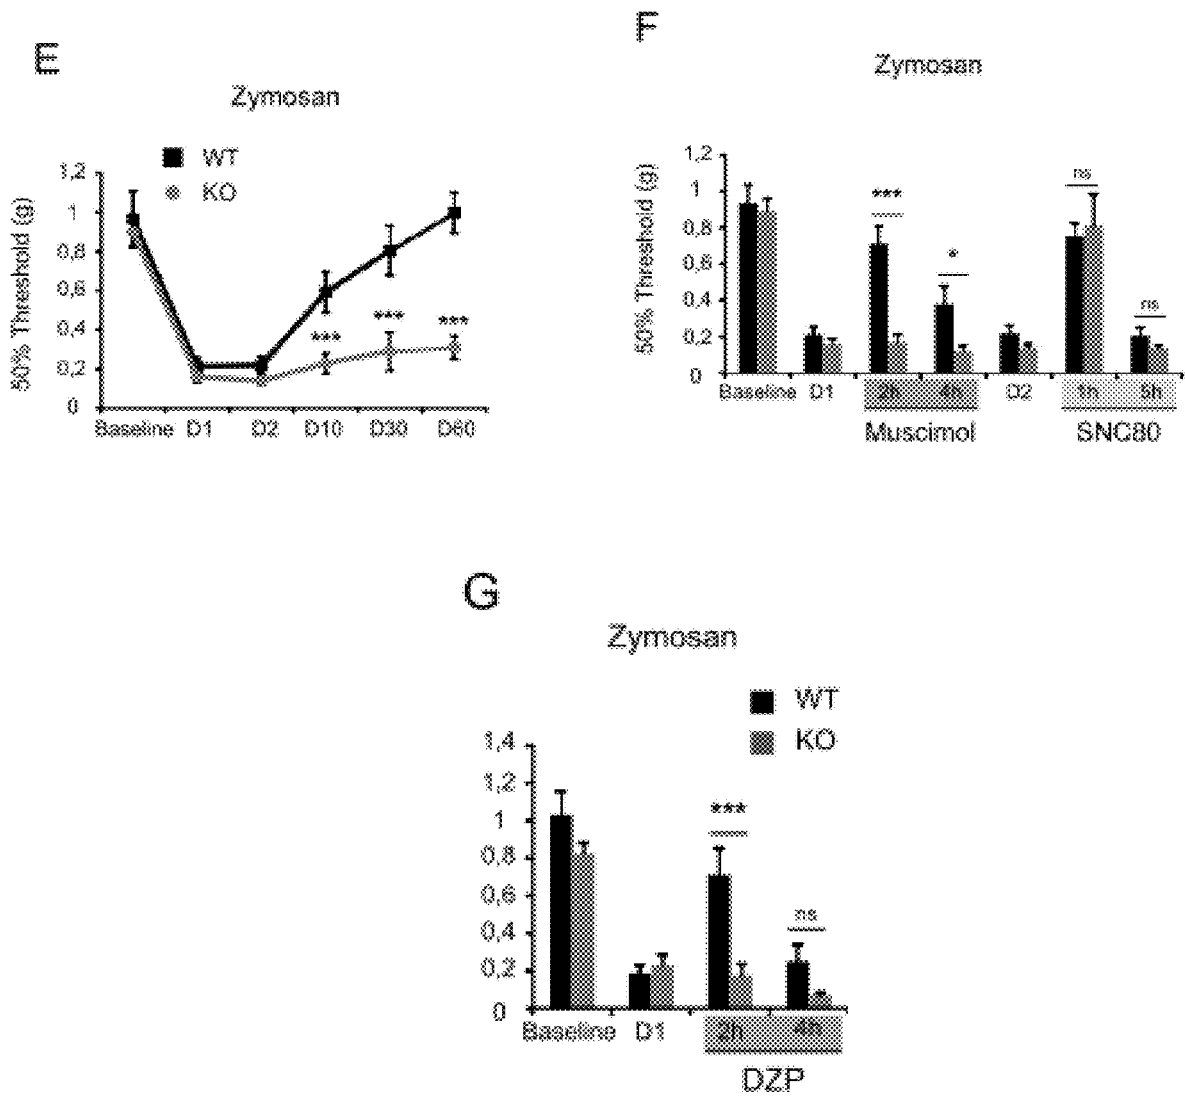 E
Zymosan
WT
KO
50% Threshold (g)
1,2
1
0,8
0,6
0,4
0,2
0
Baseline D1 D2 D10 D30 D60
*** *** ***
F
Zymosan
50% Threshold (g)
1,2
1
0,8
0,6
0,4
0,2
0
***
*
ns
ns
Baseline D1 2h 4h D2 1h 5h
Muscimol SNC80
G
Zymosan
WT
KO
1,4
1,2
1
0,8
0,6
0,4
0,2
0
***
ns
Baseline D1 2h 4h
DZP